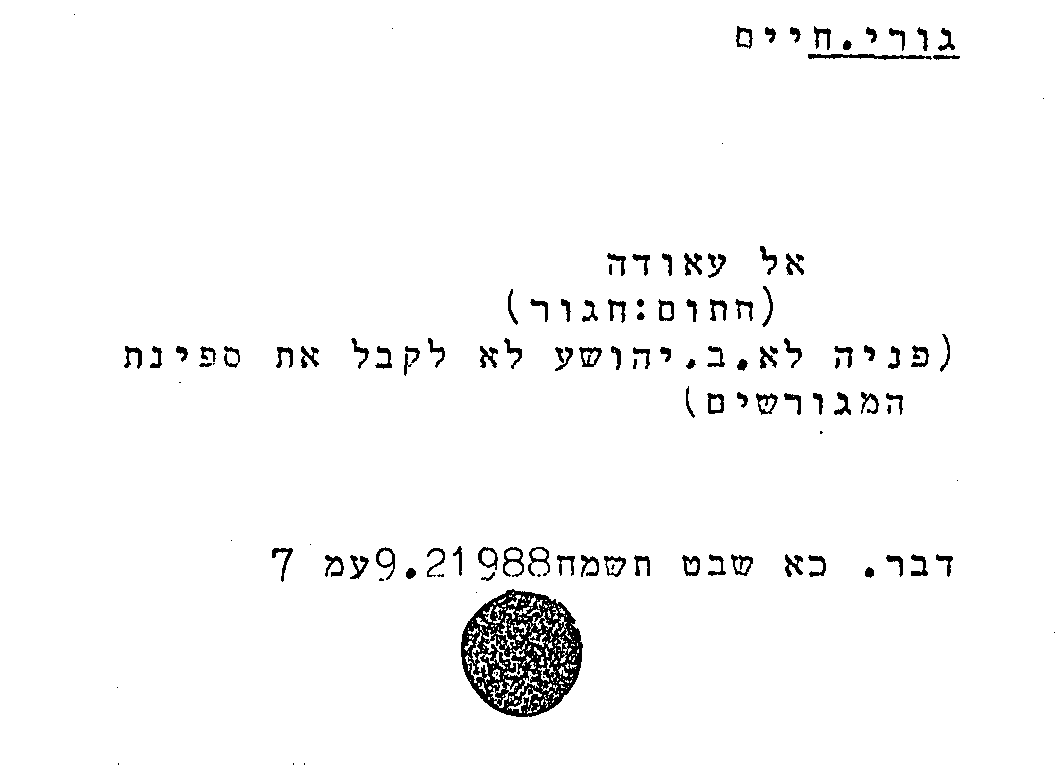 גורי.חיים
אל עאודה
(חתום:חגור)
(פניה לא.ב.יהושע לא לקבל את ספינת
המגורשים)
דבר. כא שבט תשמח9.21988עמ 7